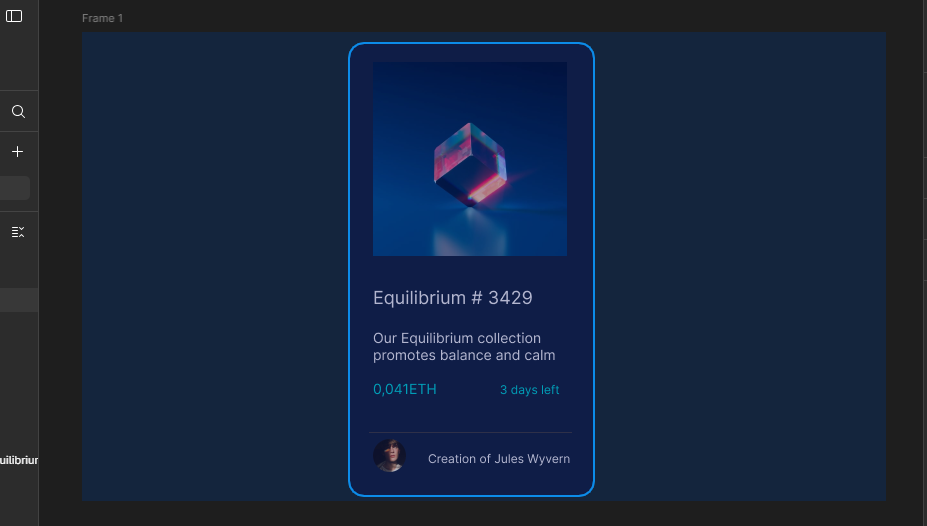 Frame 1
Equilibrium # 3429
Our Equilibrium collection
promotes balance and calm
0,041ETH
3 days left
Creation of Jules Wyvern
uilibriun